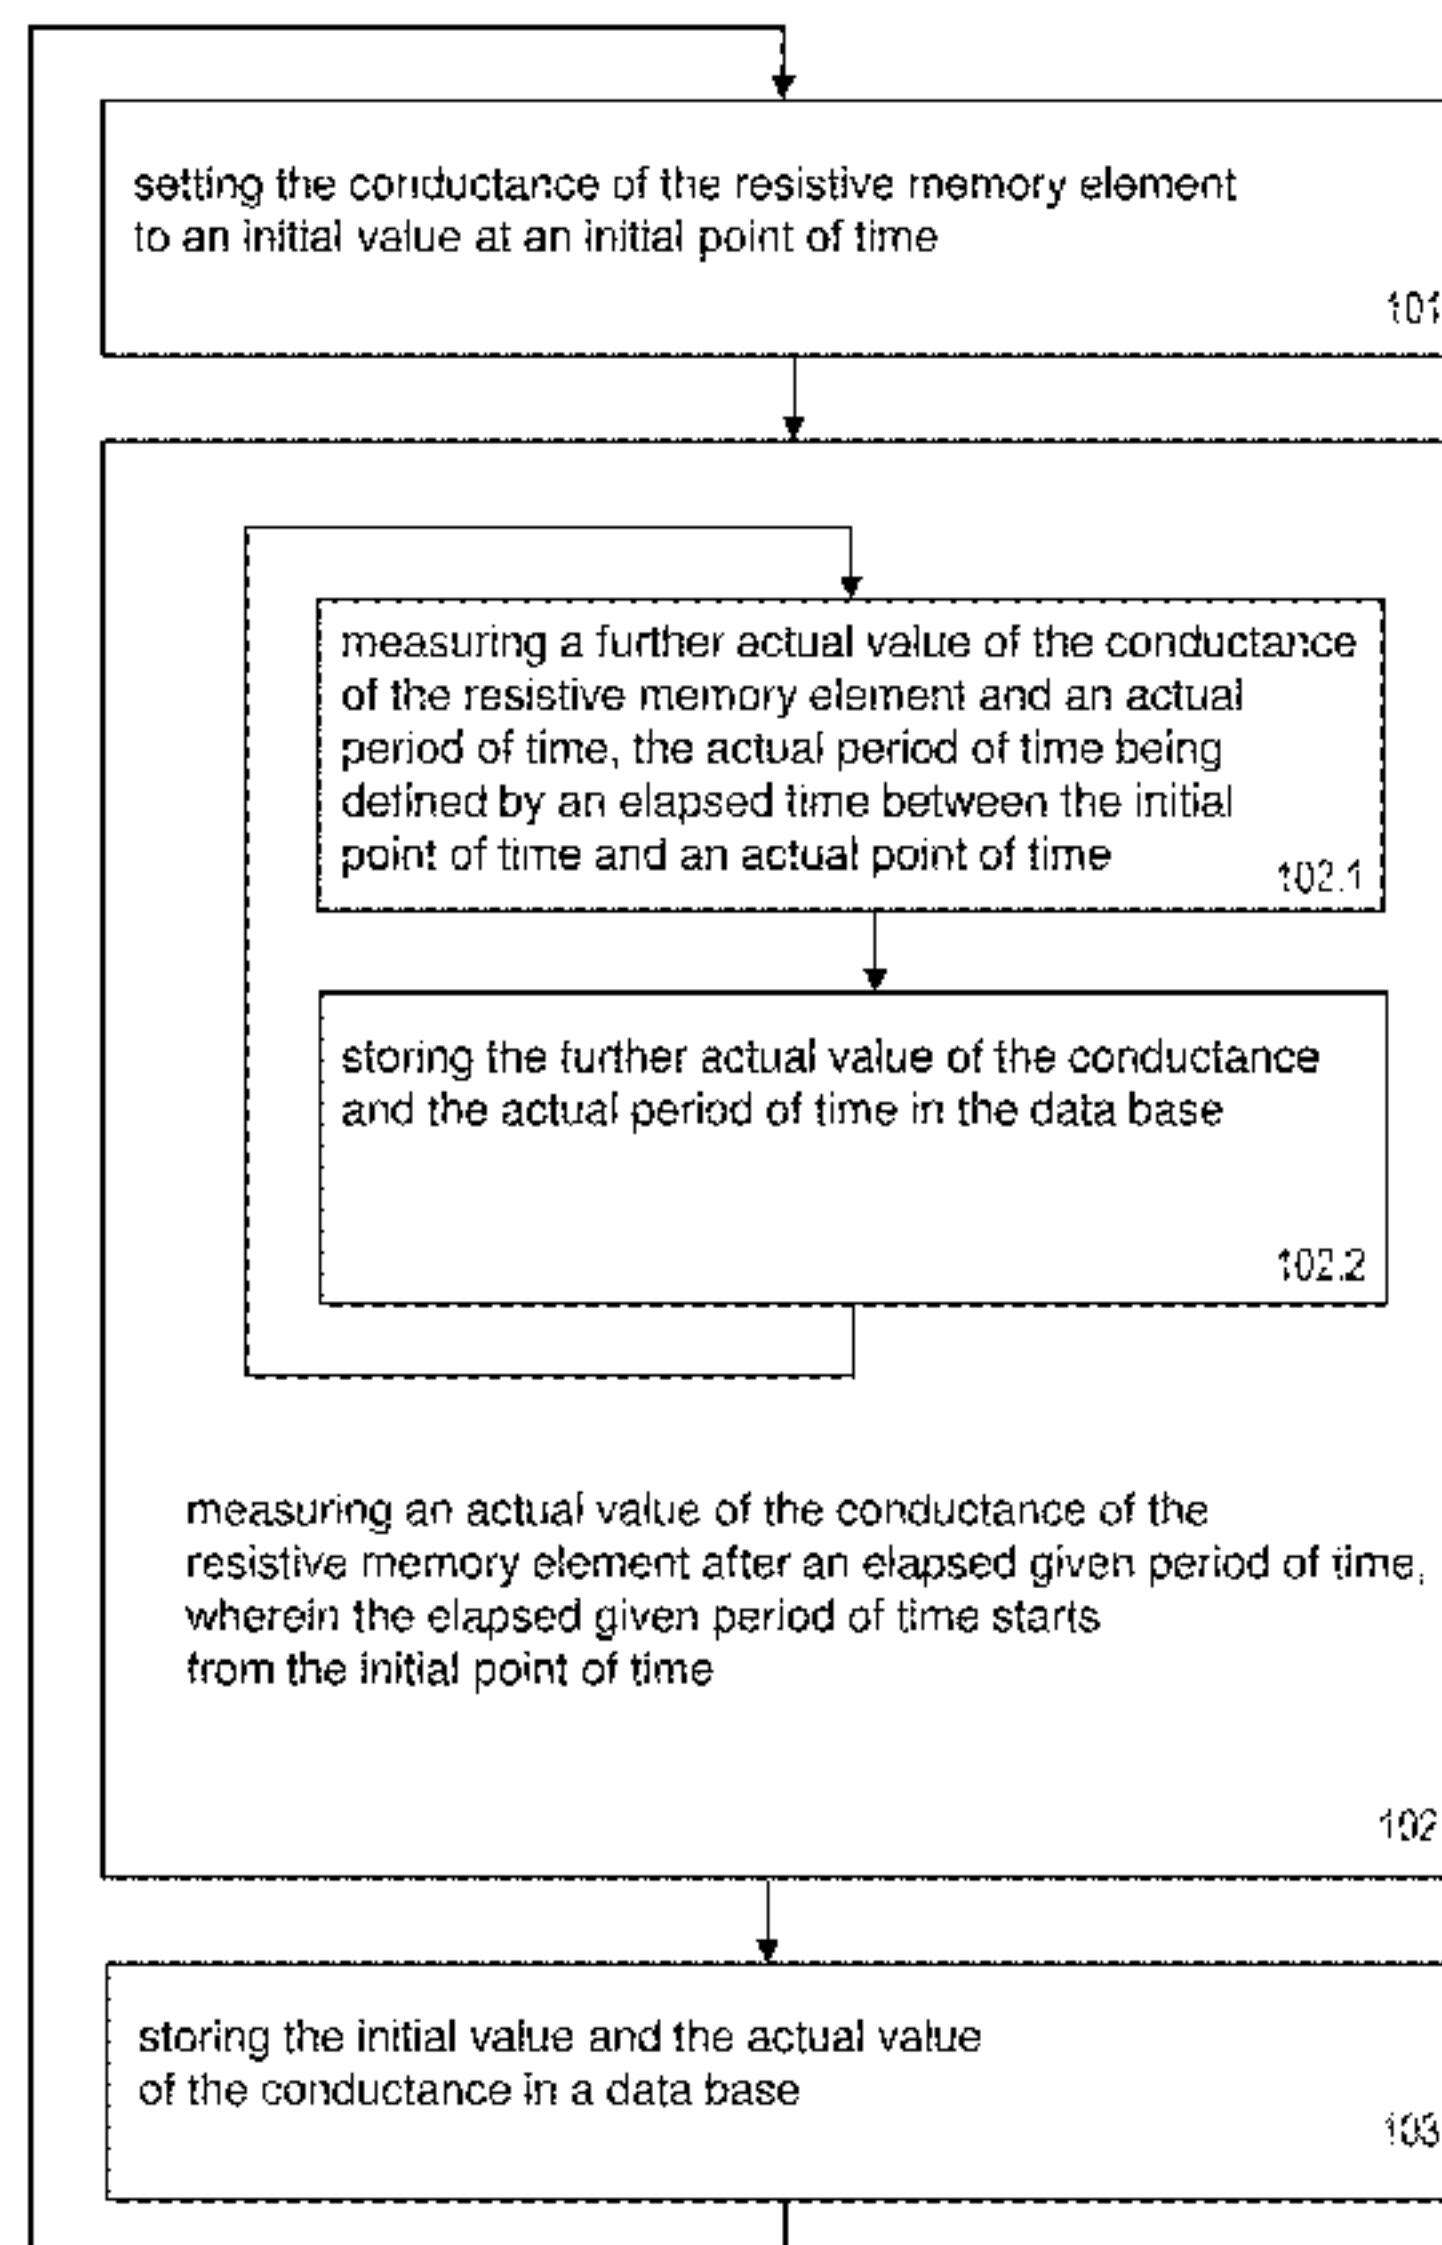 setting the conductance of the resistive memory element
to an initial value at an initial point of time
101
measuring a further actual value of the conductance
of the resistive memory element and an actual
period of time, the actual period of time being
defined by an elapsed time between the initial
point of time and an actual point of time
102.1
storing the further actual value of the conductance
and the actual period of time in the data base
102.2
measuring an actual value of the conductance of the
resistive memory element after an elapsed given period of time,
wherein the elapsed given period of time starts
from the initial point of time
102
storing the initial value and the actual value
of the conductance in a data base
103